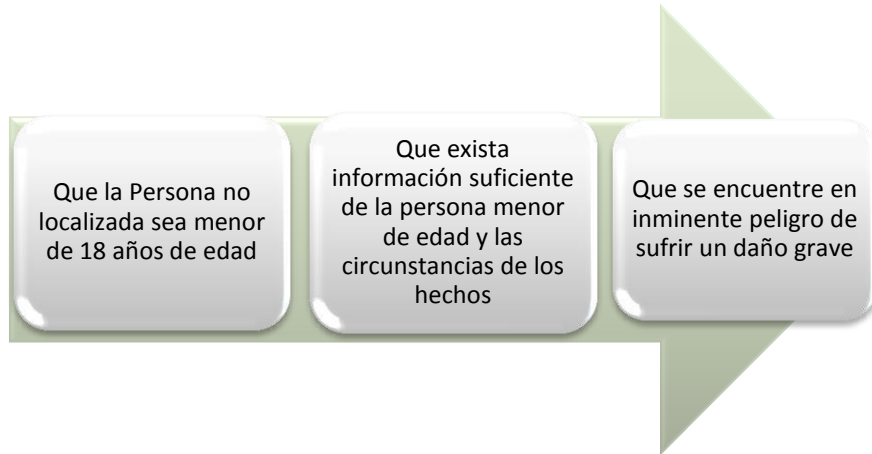 Que la Persona no
localizada sea menor
de 18 años de edad
Que exista
información suficiente
de la persona menor
de edad y las
circunstancias de los
hechos
Que se encuentre en
inminente peligro de
sufrir un daño grave